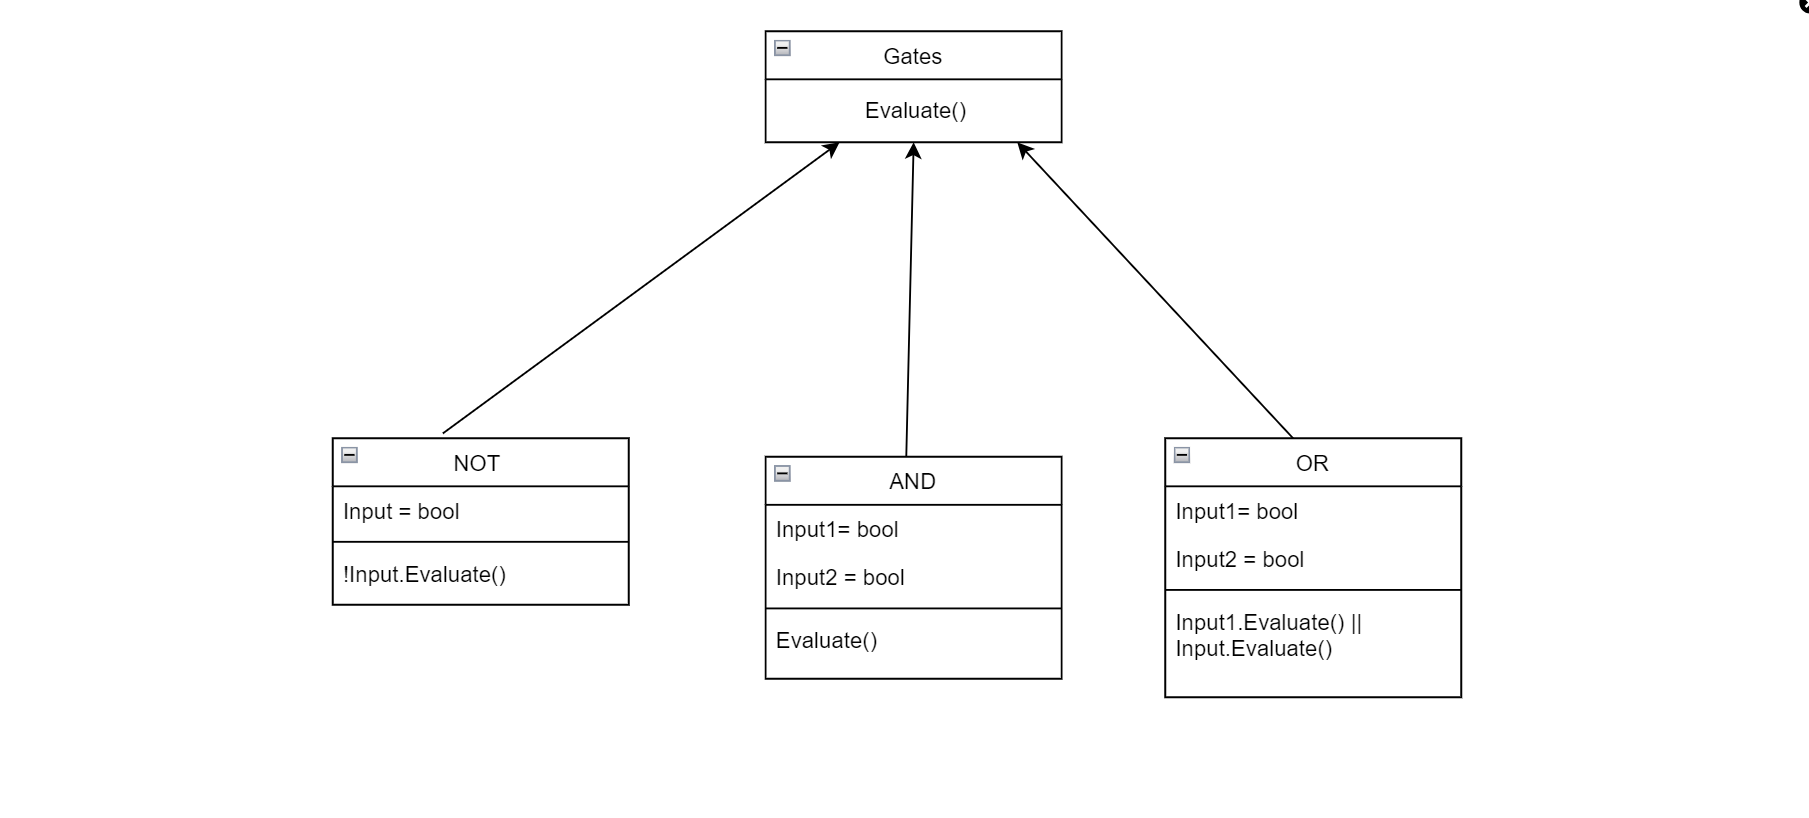 Gates
Evaluate()
NOT
Input = bool
!Input.Evaluate()
AND
Input1= bool
Input2 = bool
Evaluate()
OR
Input1= bool
Input2 = bool
Input1.Evaluate() ||
Input.Evaluate()